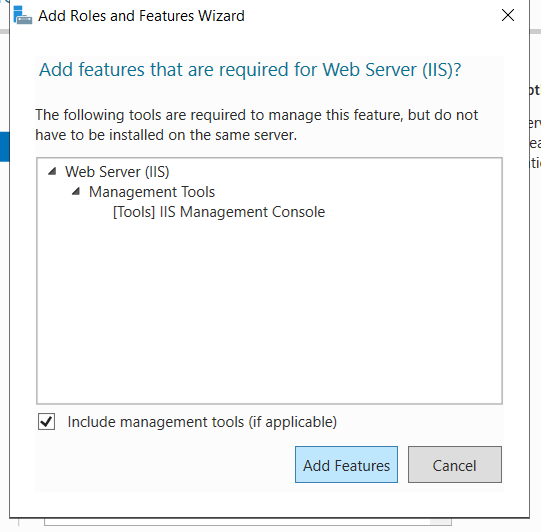 Add Roles and Features Wizard
Add features that are required for Web Server (IIS)?
The following tools are required to manage this feature, but do not
have to be installed on the same server.
Web Server (IIS)
Management Tools
[Tools] IIS Management Console
Include management tools (if applicable)
Add Features
Cancel